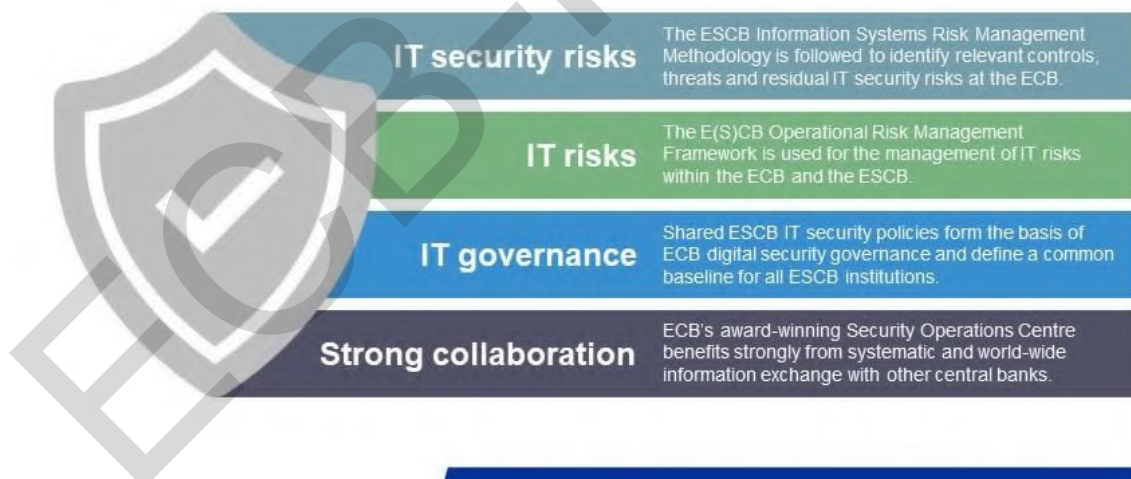 IT security risks
The ESCB Information Systems Risk Management
Methodology is followed to identify relevant controls,
threats and residual IT security risks at the ECB.
IT risks
The E(S)CB Operational Risk Management
Framework is used for the management of IT risks
within the ECB and the ESCB.
IT governance
Shared ESCB IT security policies form the basis of
ECB digital security governance and define a common
baseline for all ESCB institutions.
Strong collaboration
ECB's award-winning Security Operations Centre
benefits strongly from systematic and world-wide
information exchange with other central banks.
ECB-